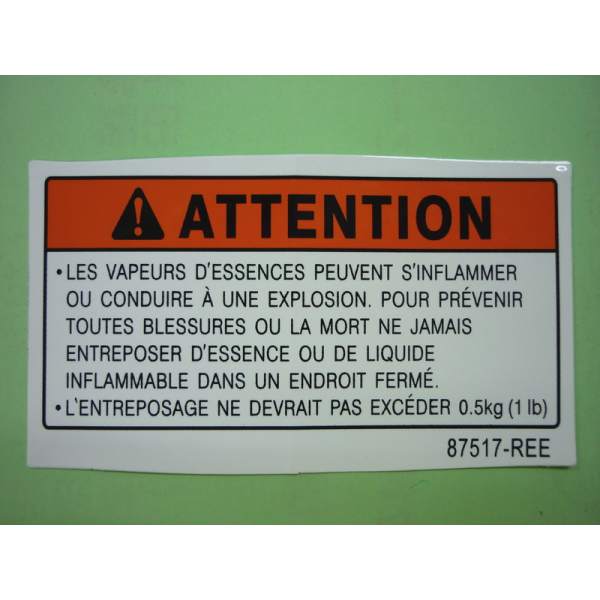 ATTENTION
•LES VAPEURS D'ESSENCES PEUVENT S'INFLAMMER
OU CONDUIRE À UNE EXPLOSION. POUR PRÉVENIR
TOUTES BLESSURES OU LA MORT NE JAMAIS
ENTREPOSER D'ESSENCE OU DE LIQUIDE
INFLAMMABLE DANS UN ENDROIT FERMÉ.
•L'ENTREPOSAGE NE DEVRAIT PAS EXCÉDER 0.5kg (1 lb)
87517-REE